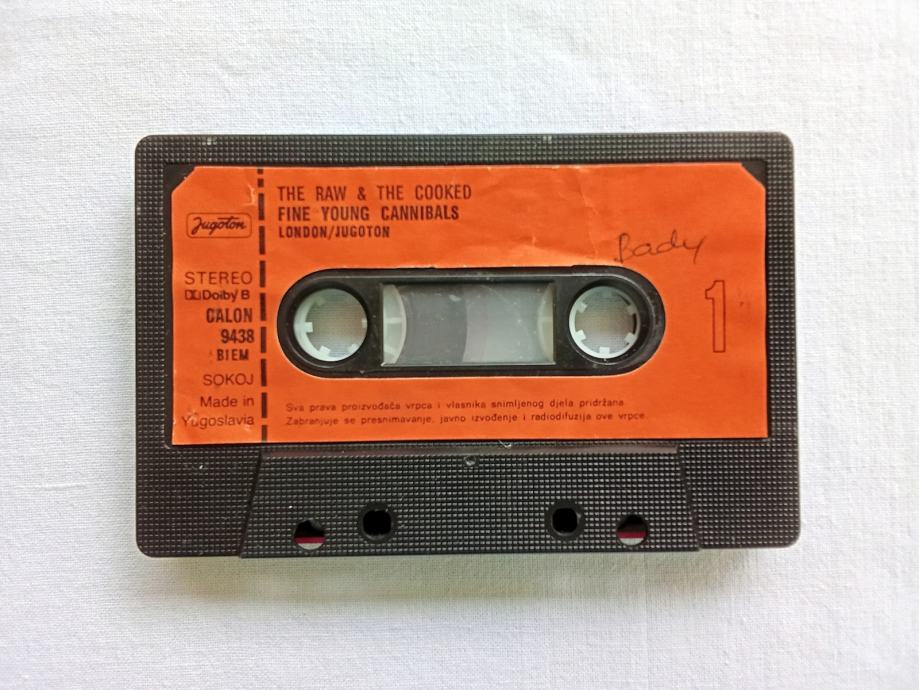 Jugoton
STEREO
Dolby B
CALON
9438
BIEM
SOKOJ
Made in
Yugoslavia
THE RAW & THE COOKED
FINE YOUNG CANNIBALS
LONDON/JUGOTON
Bady
1
Sva prava proizvođača vrpca i vlasnika snimljenog djela pridržana.
Zabranjuje se presnimavanje, javno izvođenje i radiodifuzija ove vrpce.